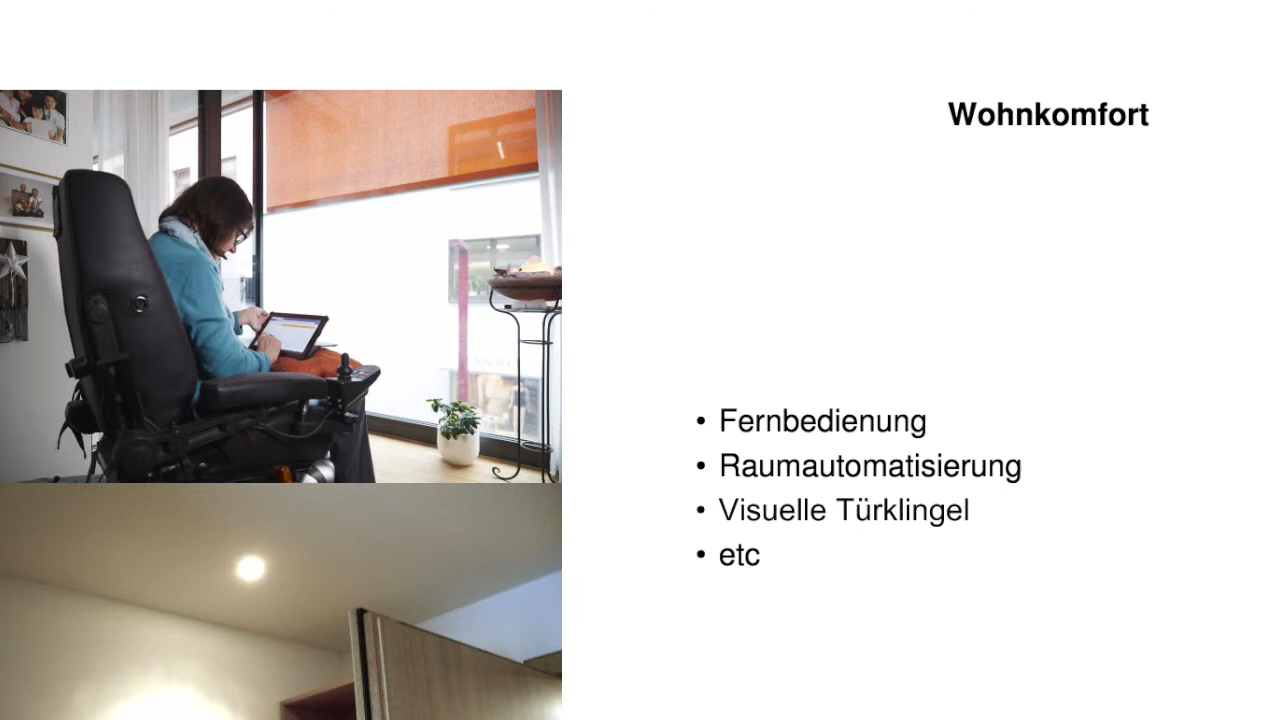 Wohnkomfort
• Fernbedienung
• Raumautomatisierung
• Visuelle Türklingel
• etc